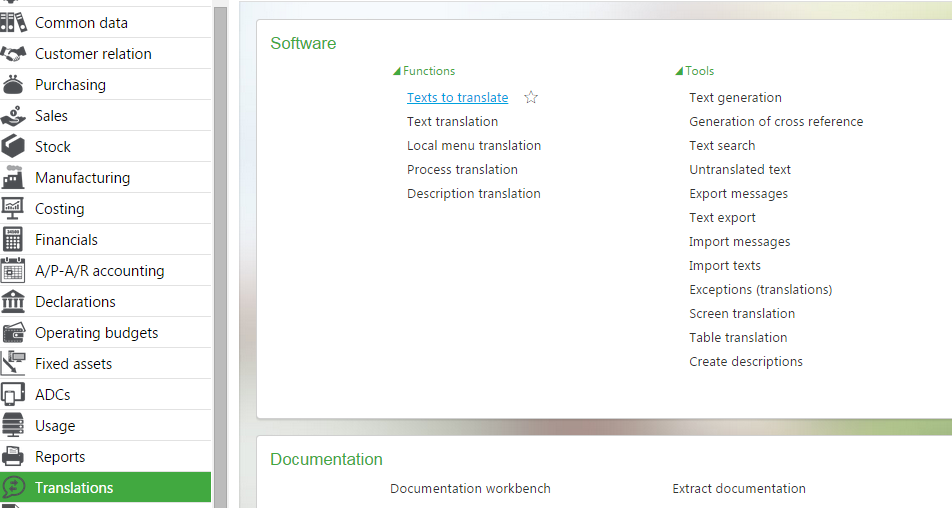 Common data
Customer relation
Purchasing
Sales
Stock
Manufacturing
Costing
Financials
A/P-A/R accounting
Declarations
Operating budgets
Fixed assets
ADCs
Usage
Reports
Translations
Software
Functions
Texts to translate
Text translation
Local menu translation
Process translation
Description translation
Tools
Text generation
Generation of cross reference
Text search
Untranslated text
Export messages
Text export
Import messages
Import texts
Exceptions (translations)
Screen translation
Table translation
Create descriptions
Documentation
Documentation workbench
Extract documentation